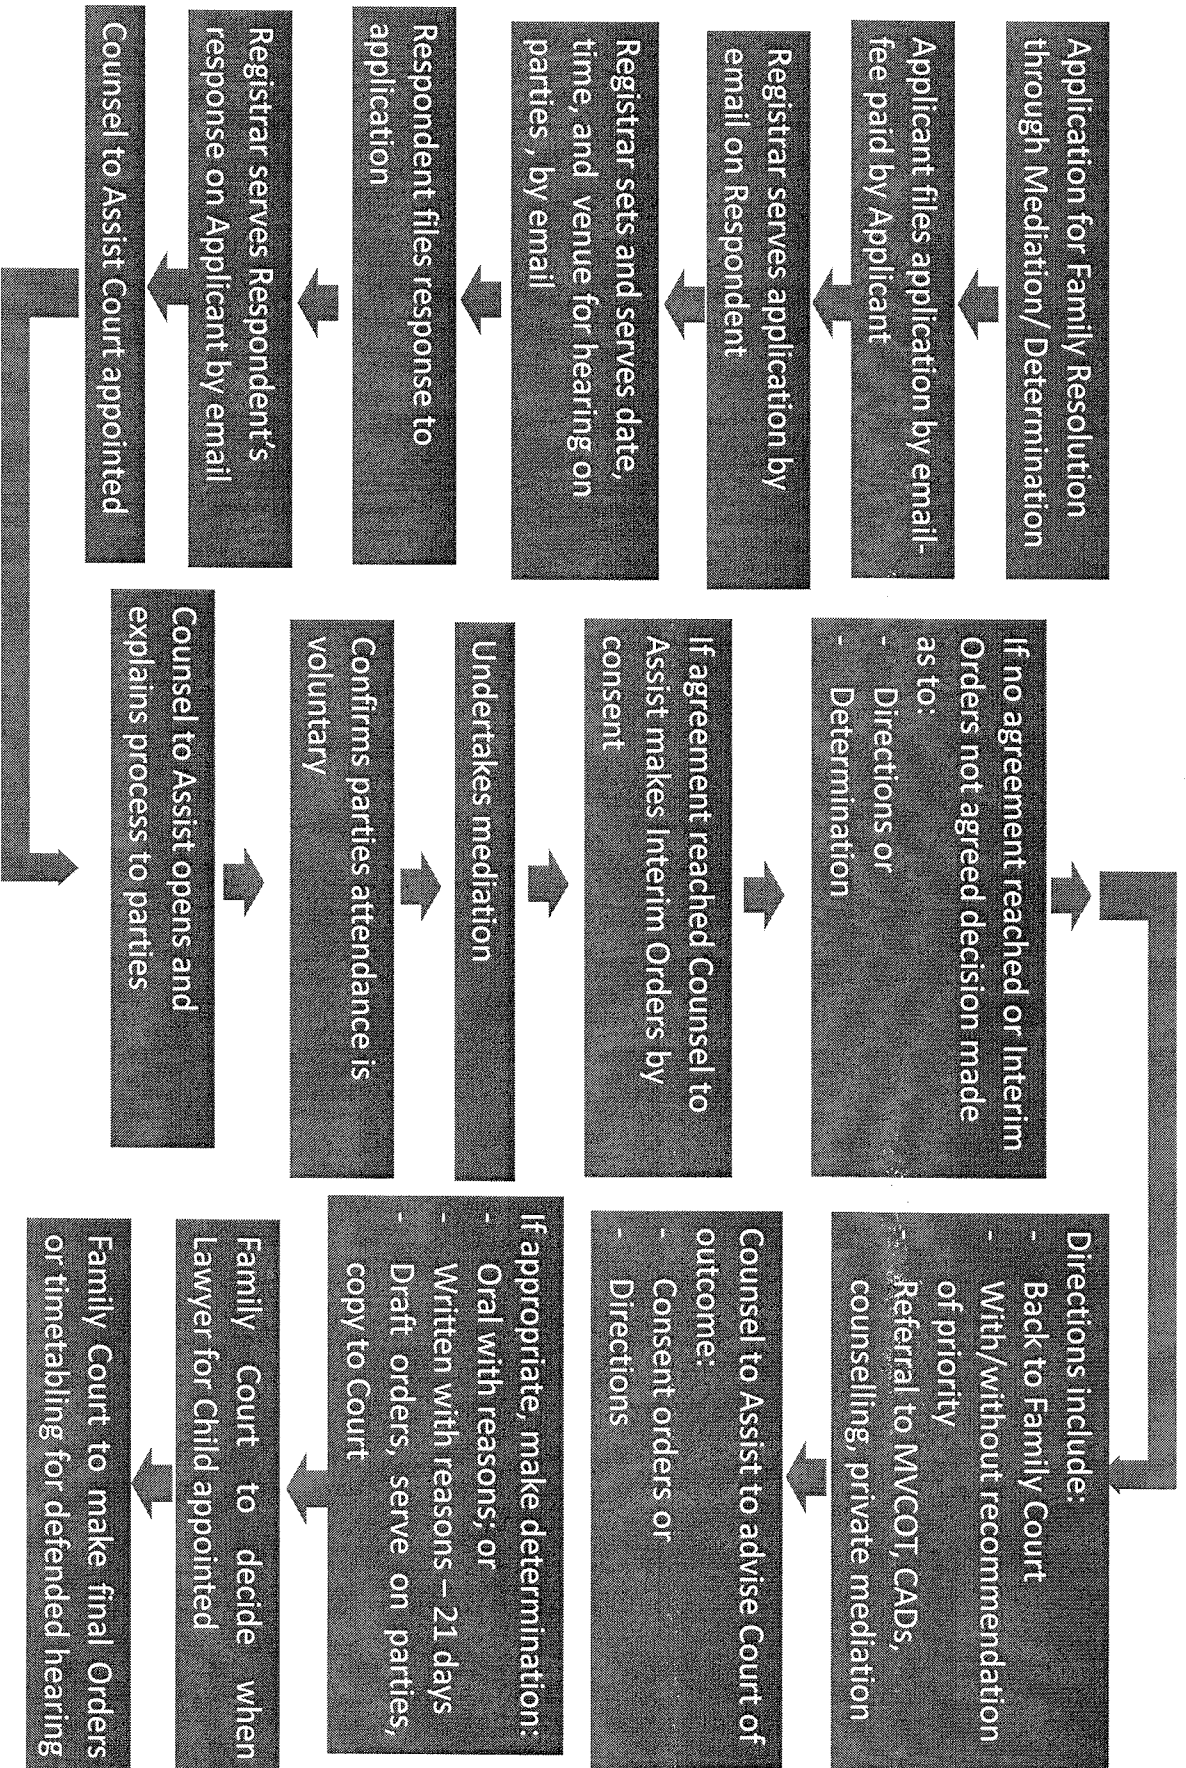 Application for Family Resolution
through Mediation/ Determination
Applicant files application by email-
fee paid by Applicant
Registrar serves application by
email on Respondent
Registrar sets and serves date,
time, and venue for hearing on
parties , by email
Respondent files response to
application
Registrar serves Respondent's
response on Applicant by email
Counsel to Assist Court appointed
Counsel to Assist opens and
explains process to parties
Confirms parties attendance is
voluntary
Undertakes mediation
If agreement reached Counsel to
Assist makes Interim Orders by
consent
If no agreement reached or Interim
Orders not agreed decision made
as to:
- Directions or
- Determination
Directions include:
- Back to Family Court
- With/without recommendation
of priority
- Referral to MVCOT, CADs,
counselling, private mediation
Counsel to Assist to advise Court of
outcome:
- Consent orders or
- Directions
If appropriate, make determination:
- Oral with reasons; or
- Written with reasons – 21 days
- Draft orders, serve on parties,
copy to Court
Family Court to decide when
Lawyer for Child appointed
Family Court to make final Orders
or timetabling for defended hearing